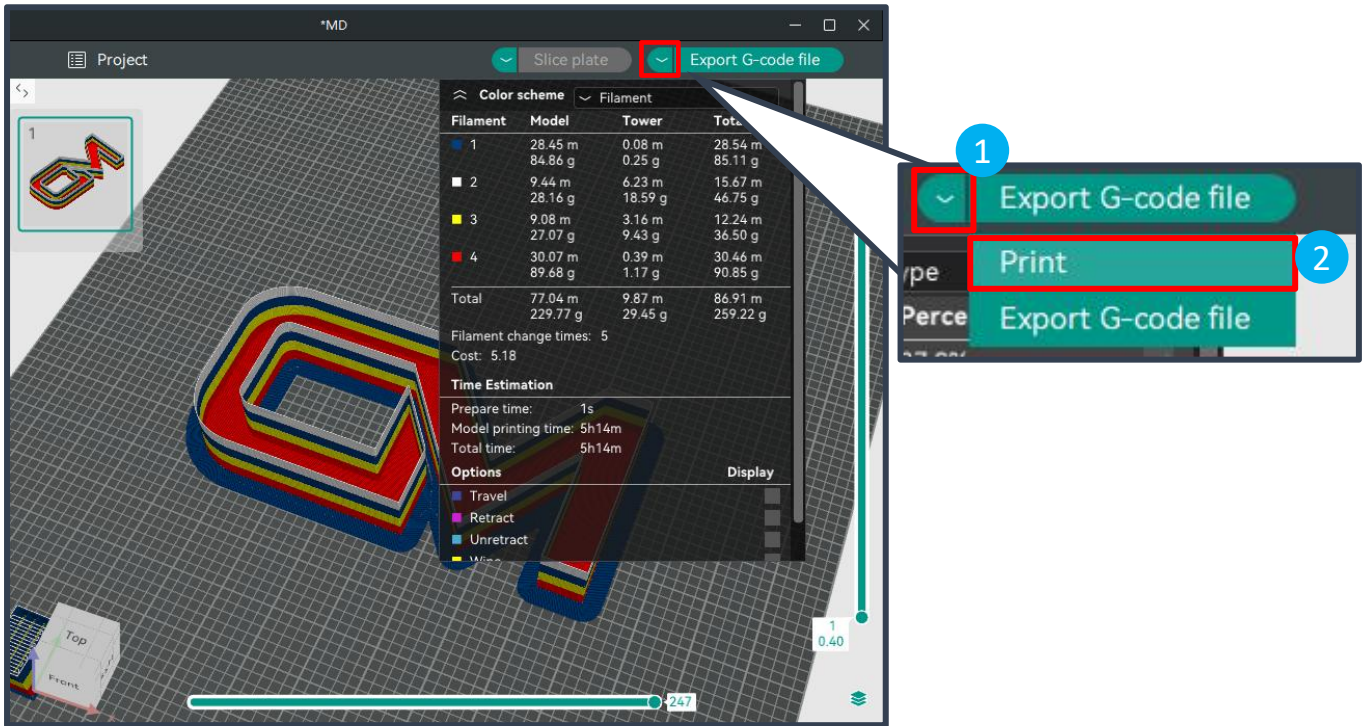 *MD
Project
Slice plate
Export G-code file
1
Color scheme Filament
Filament Model Tower
1 28.45 m 0.08 m 28.54 m
84.86 g 0.25 g 85.11 g
2 9.44 m 6.23 m 15.67 m
28.16 g 18.59 g 46.75 g
3 9.08 m 3.16 m 12.24 m
27.07 g 9.43 g 36.50 g
4 30.07 m 0.39 m 30.46 m
89.68 g 1.17 g 90.85 g
Total 77.04 m 9.87 m 86.91 m
229.77 g 29.45 g 259.22 g
Filament change times: 5
Cost: 5.18
Time Estimation
Prepare time: 1s
Model printing time: 5h14m
Total time: 5h14m
Options Display
Travel
Retract
Unretract
1
0.40
247
Top
Front
1
Export G-code file
Print
2
ype
Perce
Export G-code file